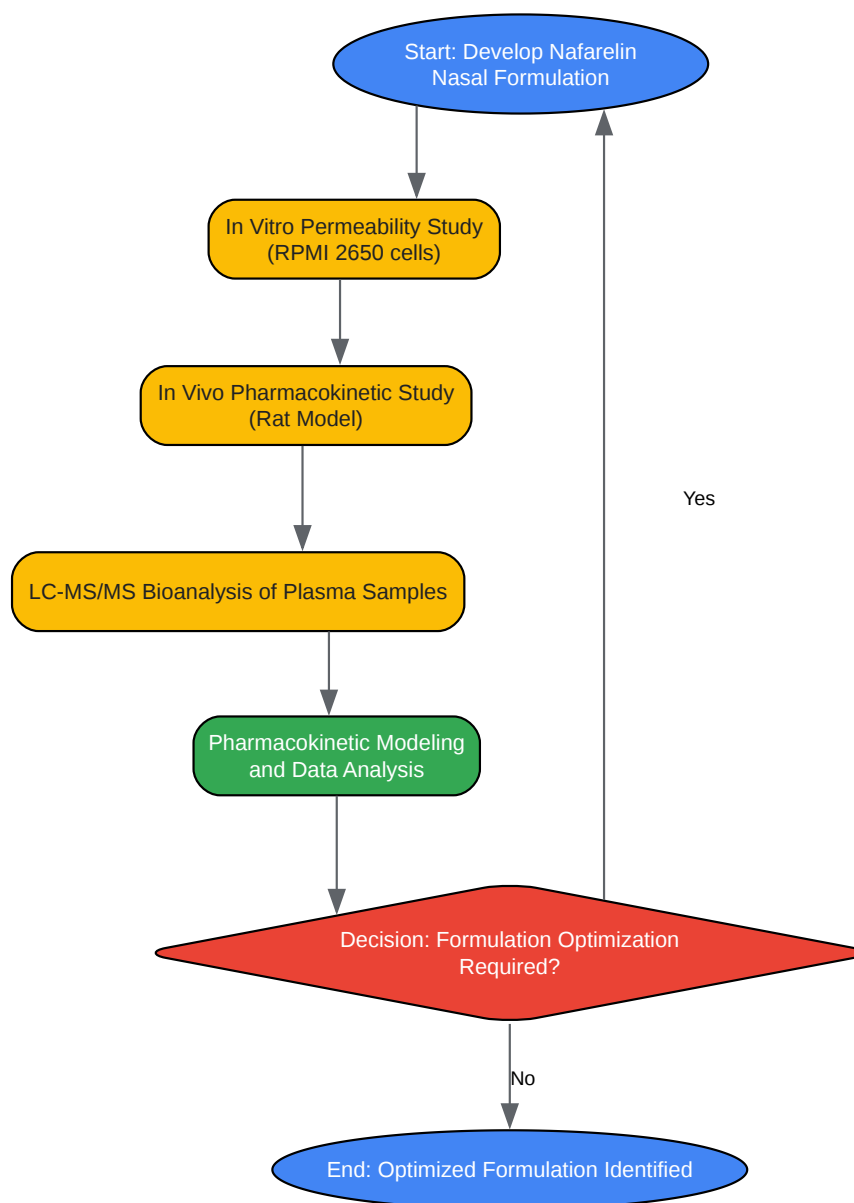 Start: Develop Nafarelin
Nasal Formulation
In Vitro Permeability Study
(RPMI 2650 cells)
In Vivo Pharmacokinetic Study
(Rat Model)
Yes
LC-MS/MS Bioanalysis of Plasma Samples
Pharmacokinetic Modeling
and Data Analysis
Decision: Formulation Optimization
Required?
No
End: Optimized Formulation Identified